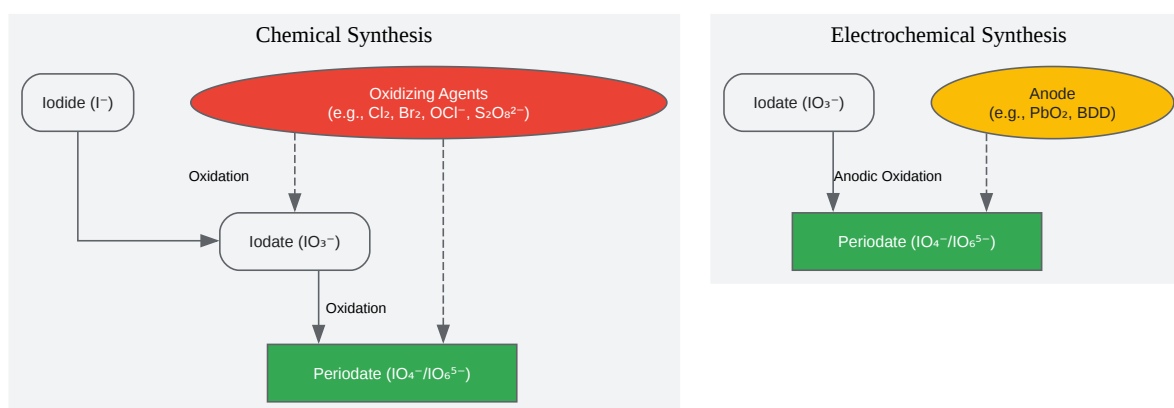 Chemical Synthesis
Iodide (I⁻)
Oxidizing Agents
(e.g., Cl₂, Br₂, OCl⁻, S₂O₈²⁻)
Oxidation
Iodate (IO₃⁻)
Oxidation
Periodate (IO₄⁻/IO₆⁵⁻)
Electrochemical Synthesis
Iodate (IO₃⁻)
Anode
(e.g., PbO₂, BDD)
Anodic Oxidation
Periodate (IO₄⁻/IO₆⁵⁻)